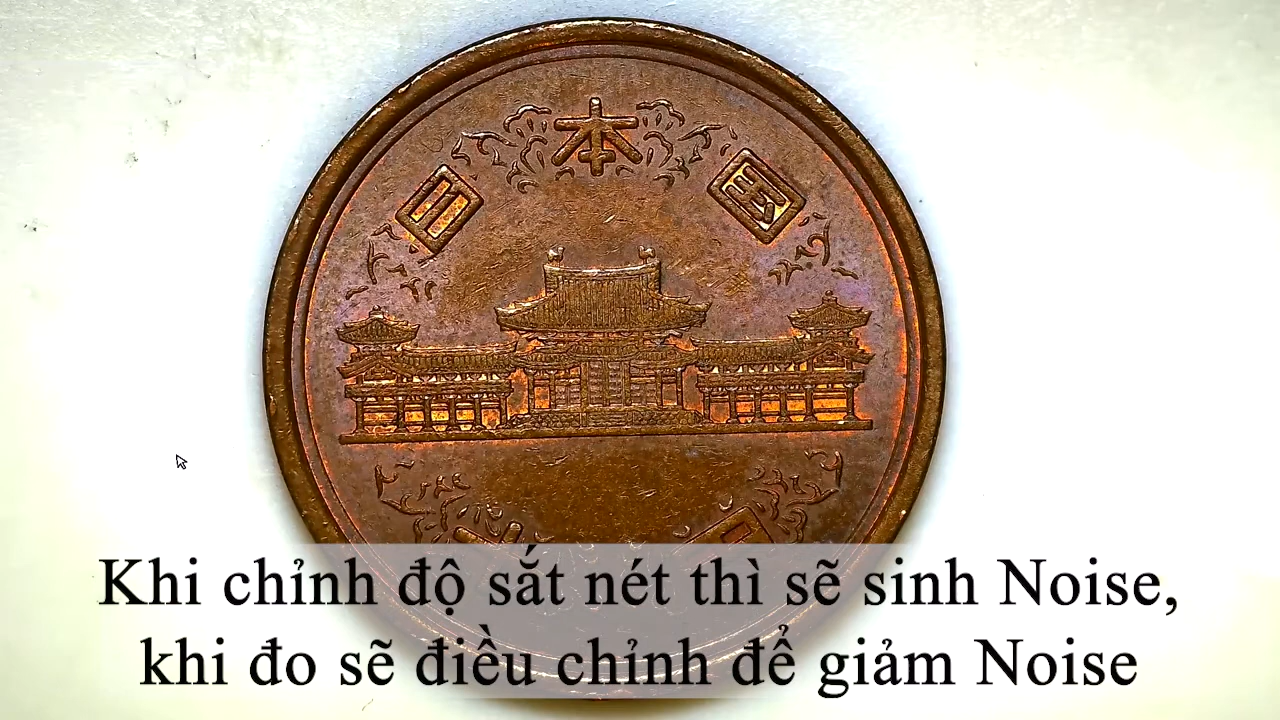 日本国
Khi chỉnh độ sắt nét thì sẽ sinh Noise,
khi đo sẽ điều chỉnh để giảm Noise